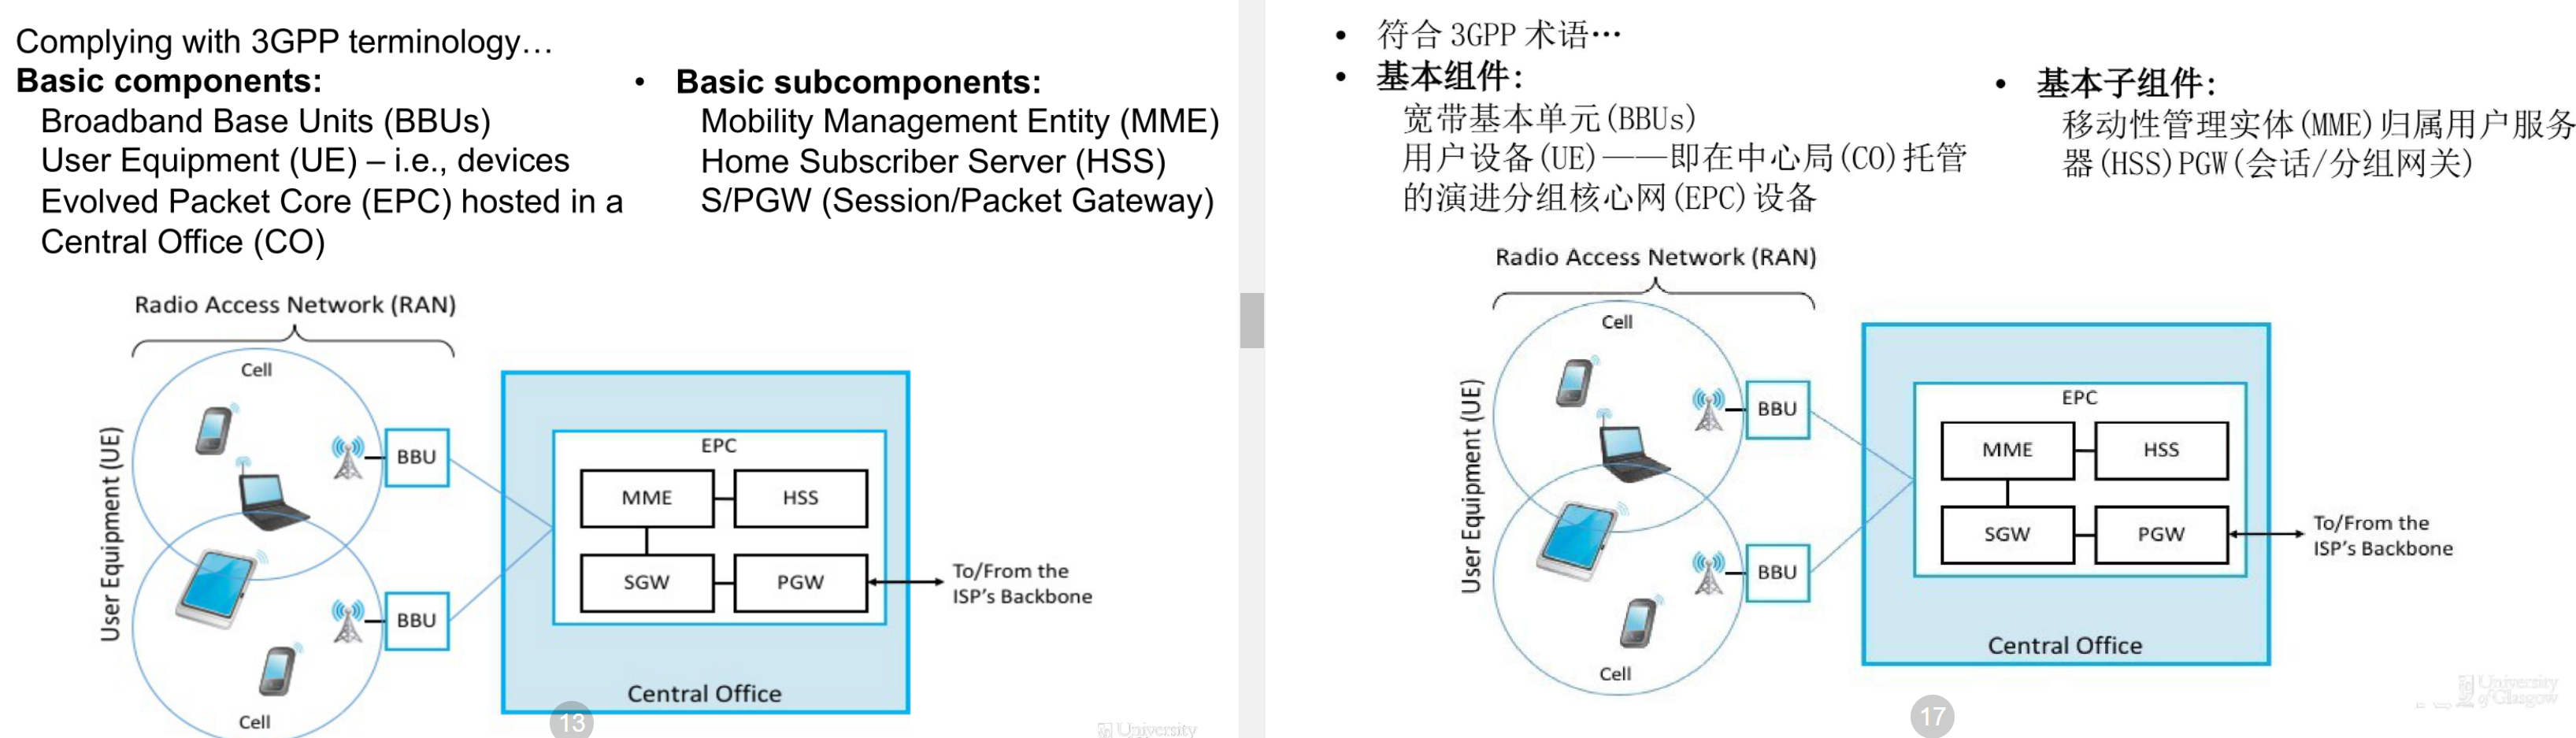 Complying with 3GPP terminology…
Basic components:
Broadband Base Units (BBUs)
User Equipment (UE) – i.e., devices
Evolved Packet Core (EPC) hosted in a
Central Office (CO)
• Basic subcomponents:
Mobility Management Entity (MME)
Home Subscriber Server (HSS)
S/PGW (Session/Packet Gateway)
Radio Access Network (RAN)
Cell
User Equipment (UE)
BBU
BBU
Cell
EPC
MME
HSS
SGW
PGW
To/From the
ISP's Backbone
Central Office
13
University
• 符合 3GPP 术语…
• 基本组件:
宽带基本单元(BBUs)
用户设备(UE)——即在中心局(CO)托管
的演进分组核心网(EPC)设备
• 基本子组件:
移动性管理实体(MME)归属用户服务
器(HSS)PGW(会话/分组网关)
Radio Access Network (RAN)
Cell
User Equipment (UE)
BBU
BBU
Cell
EPC
MME
HSS
SGW
PGW
To/From the
ISP's Backbone
Central Office
17
University
of Glasgow